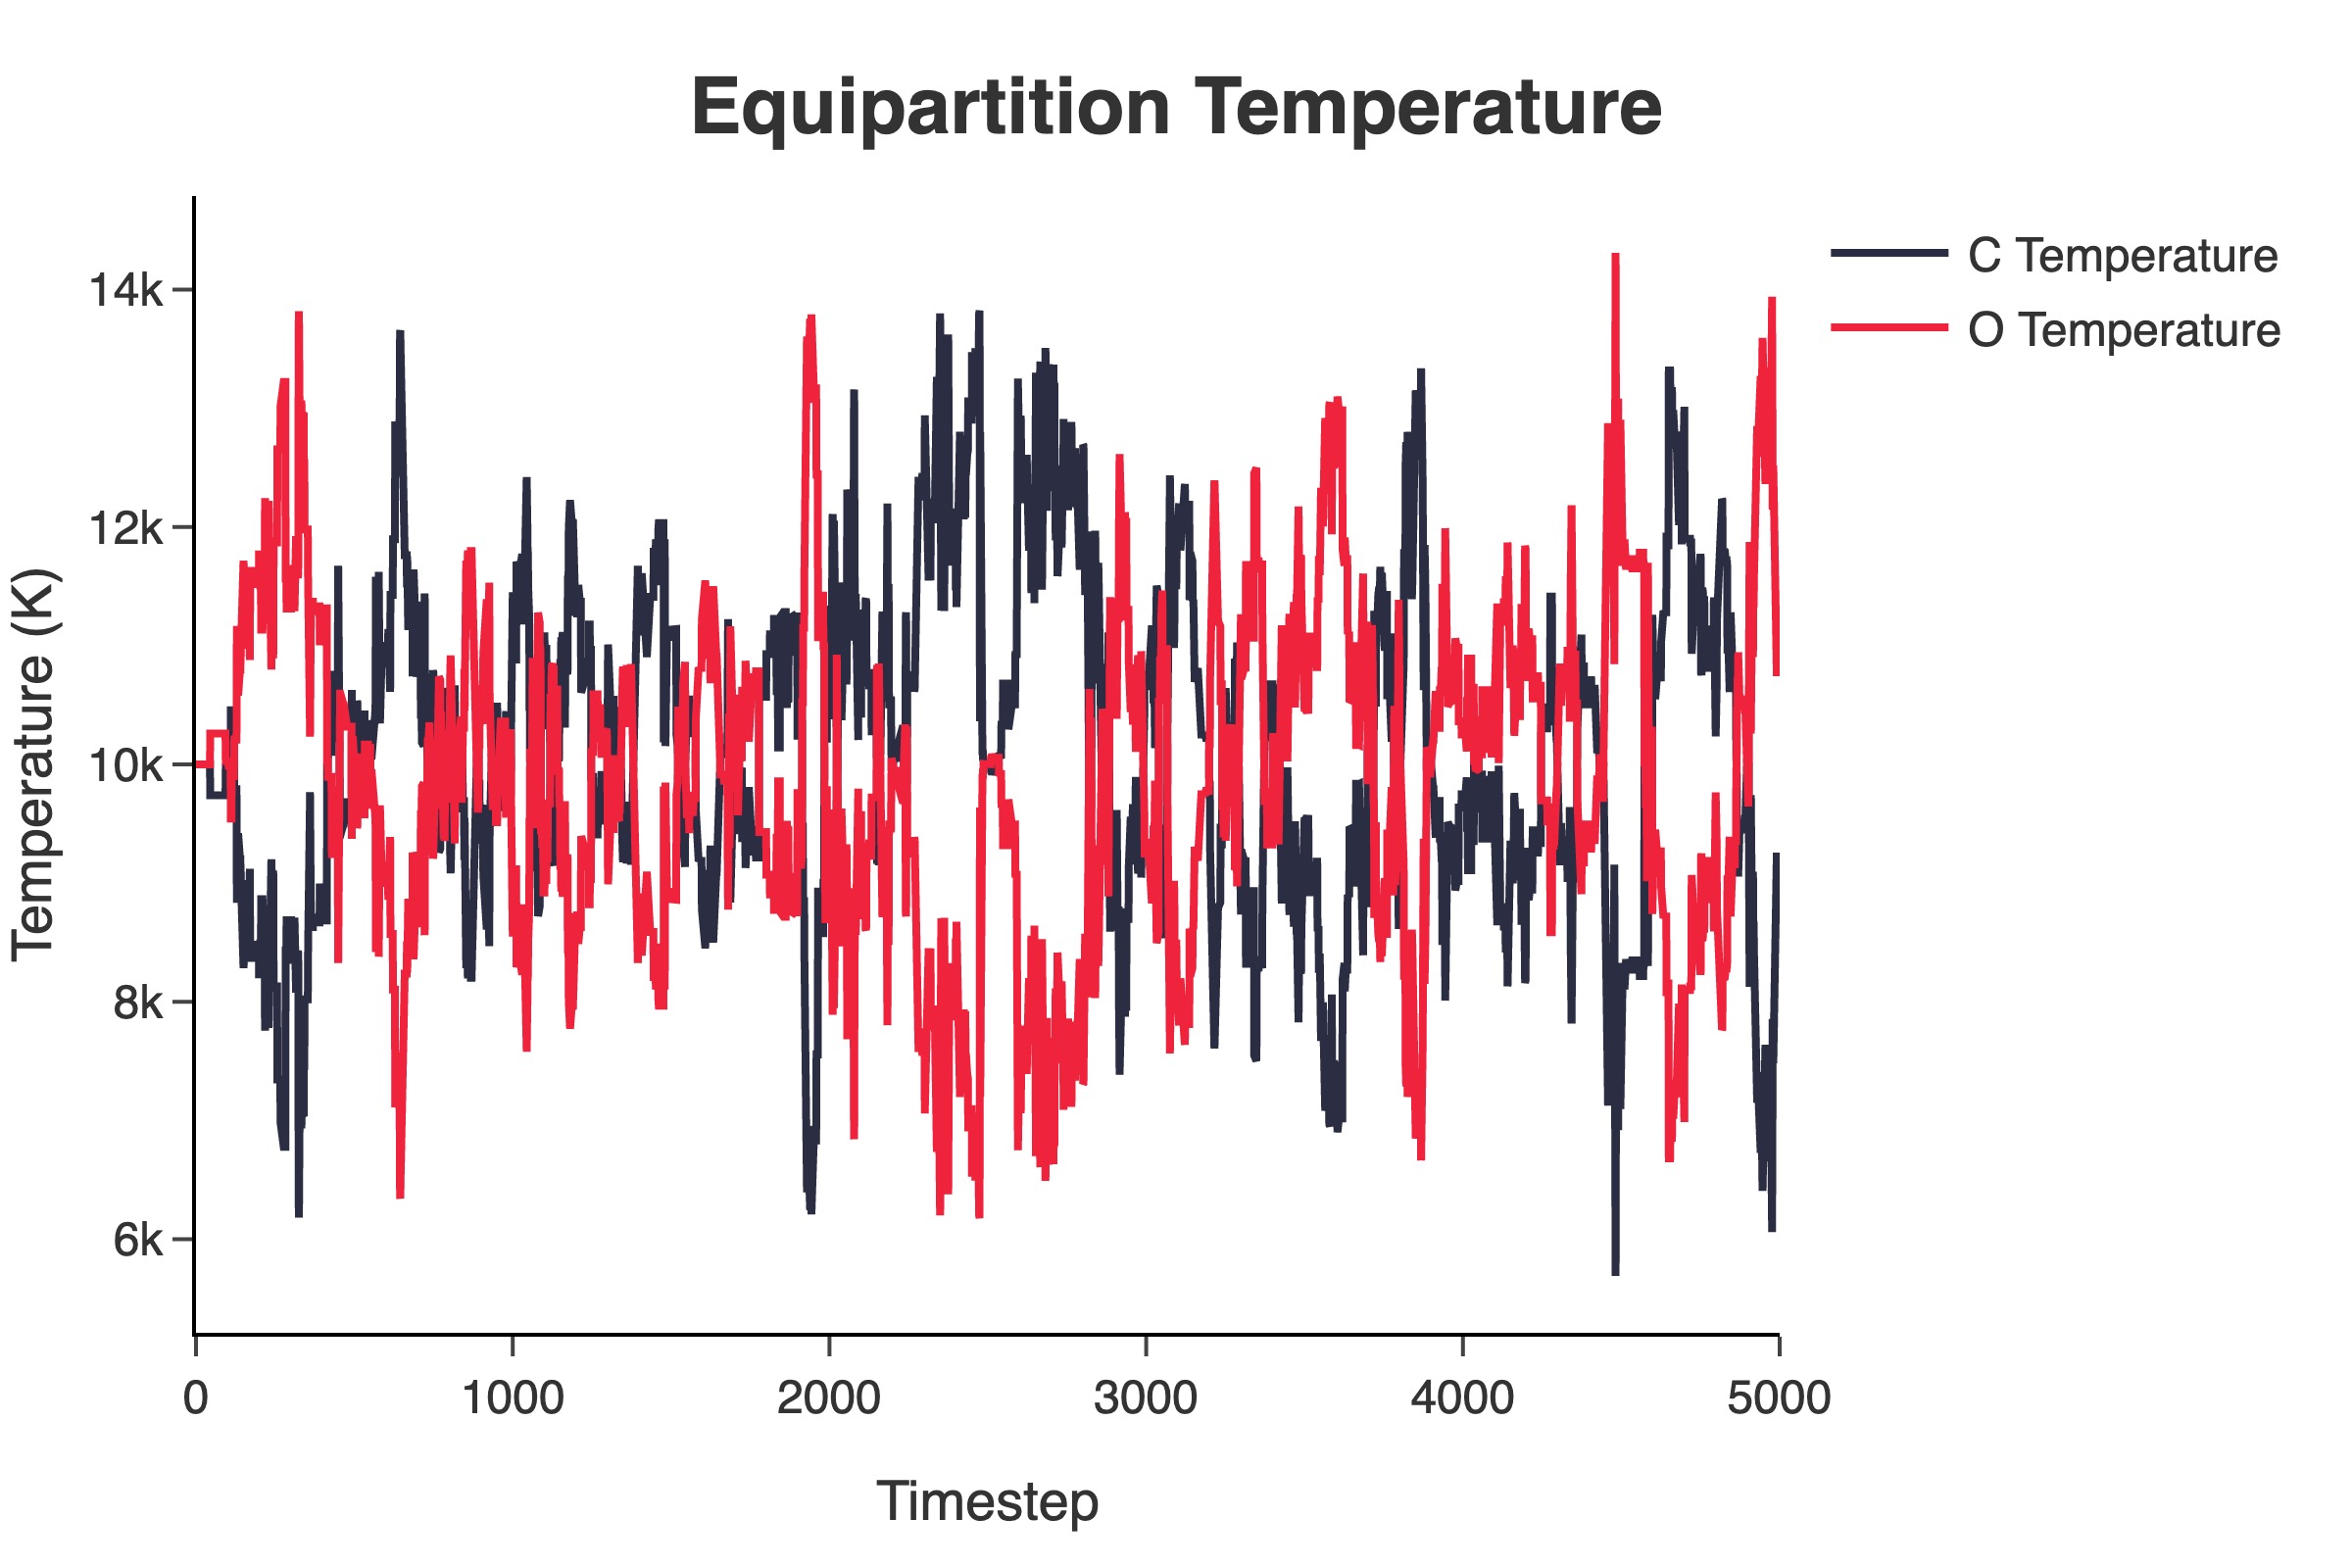 Equipartition Temperature
C Temperature
O Temperature
14k
12k
10k
8k
6k
Temperature (K)
0 1000 2000 3000 4000 5000
Timestep